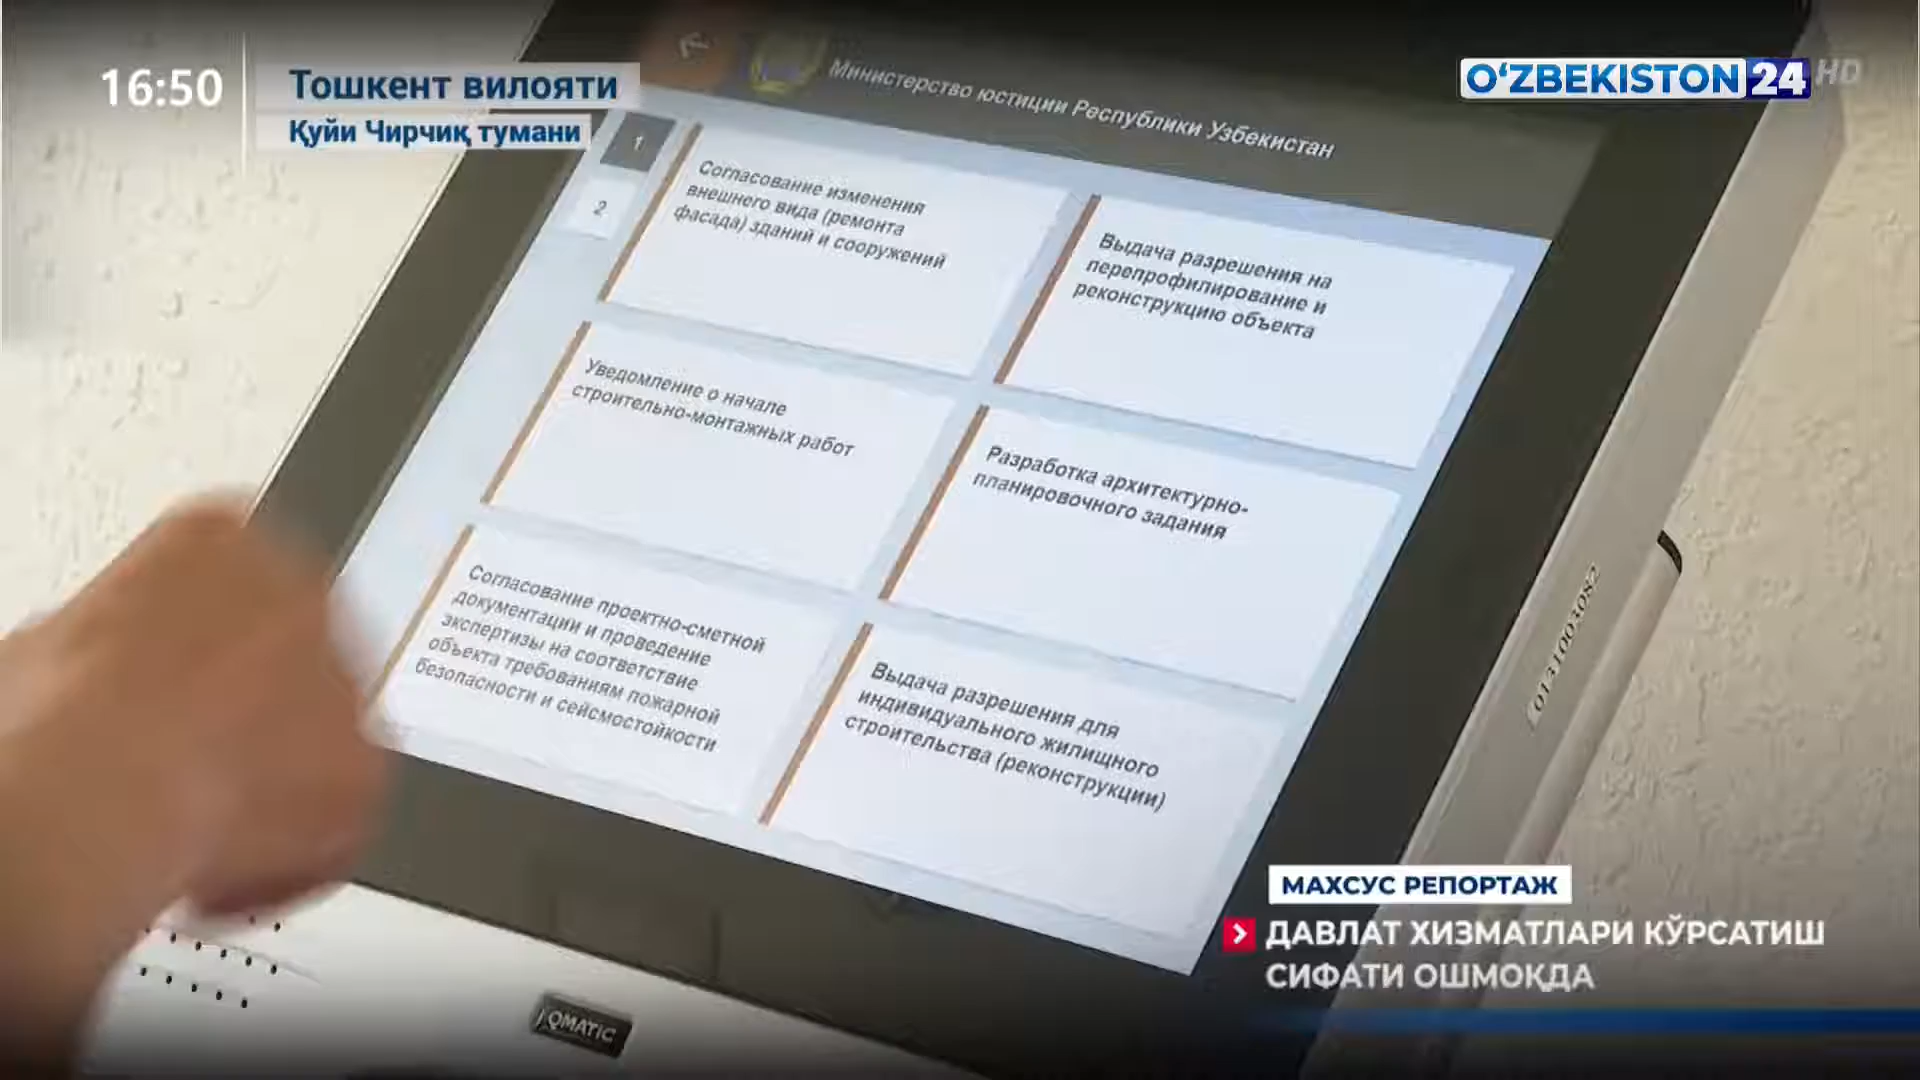 16:50
Тошкент вилояти
Қуйи Чирчиқ тумани
O‘ZBEKISTON 24 HD
Министерство юстиции Республики Узбекистан
1
2
Согласование изменения
внешнего вида (ремонта
фасада) зданий и сооружений
Выдача разрешения на
перепрофилирование и
реконструкцию объекта
Уведомление о начале
строительно-монтажных работ
Разработка архитектурно-
планировочного задания
Согласование проектно-сметной
документации и проведение
экспертизы на соответствие
объекта требованиям пожарной
безопасности и сейсмостойкости
Выдача разрешения для
индивидуального жилищного
строительства (реконструкции)
01310003082
QMATIC
МАХСУС РЕПОРТАЖ
ДАВЛАТ ХИЗМАТЛАРИ КЎРСАТИШ
СИФАТИ ОШМОҚДА